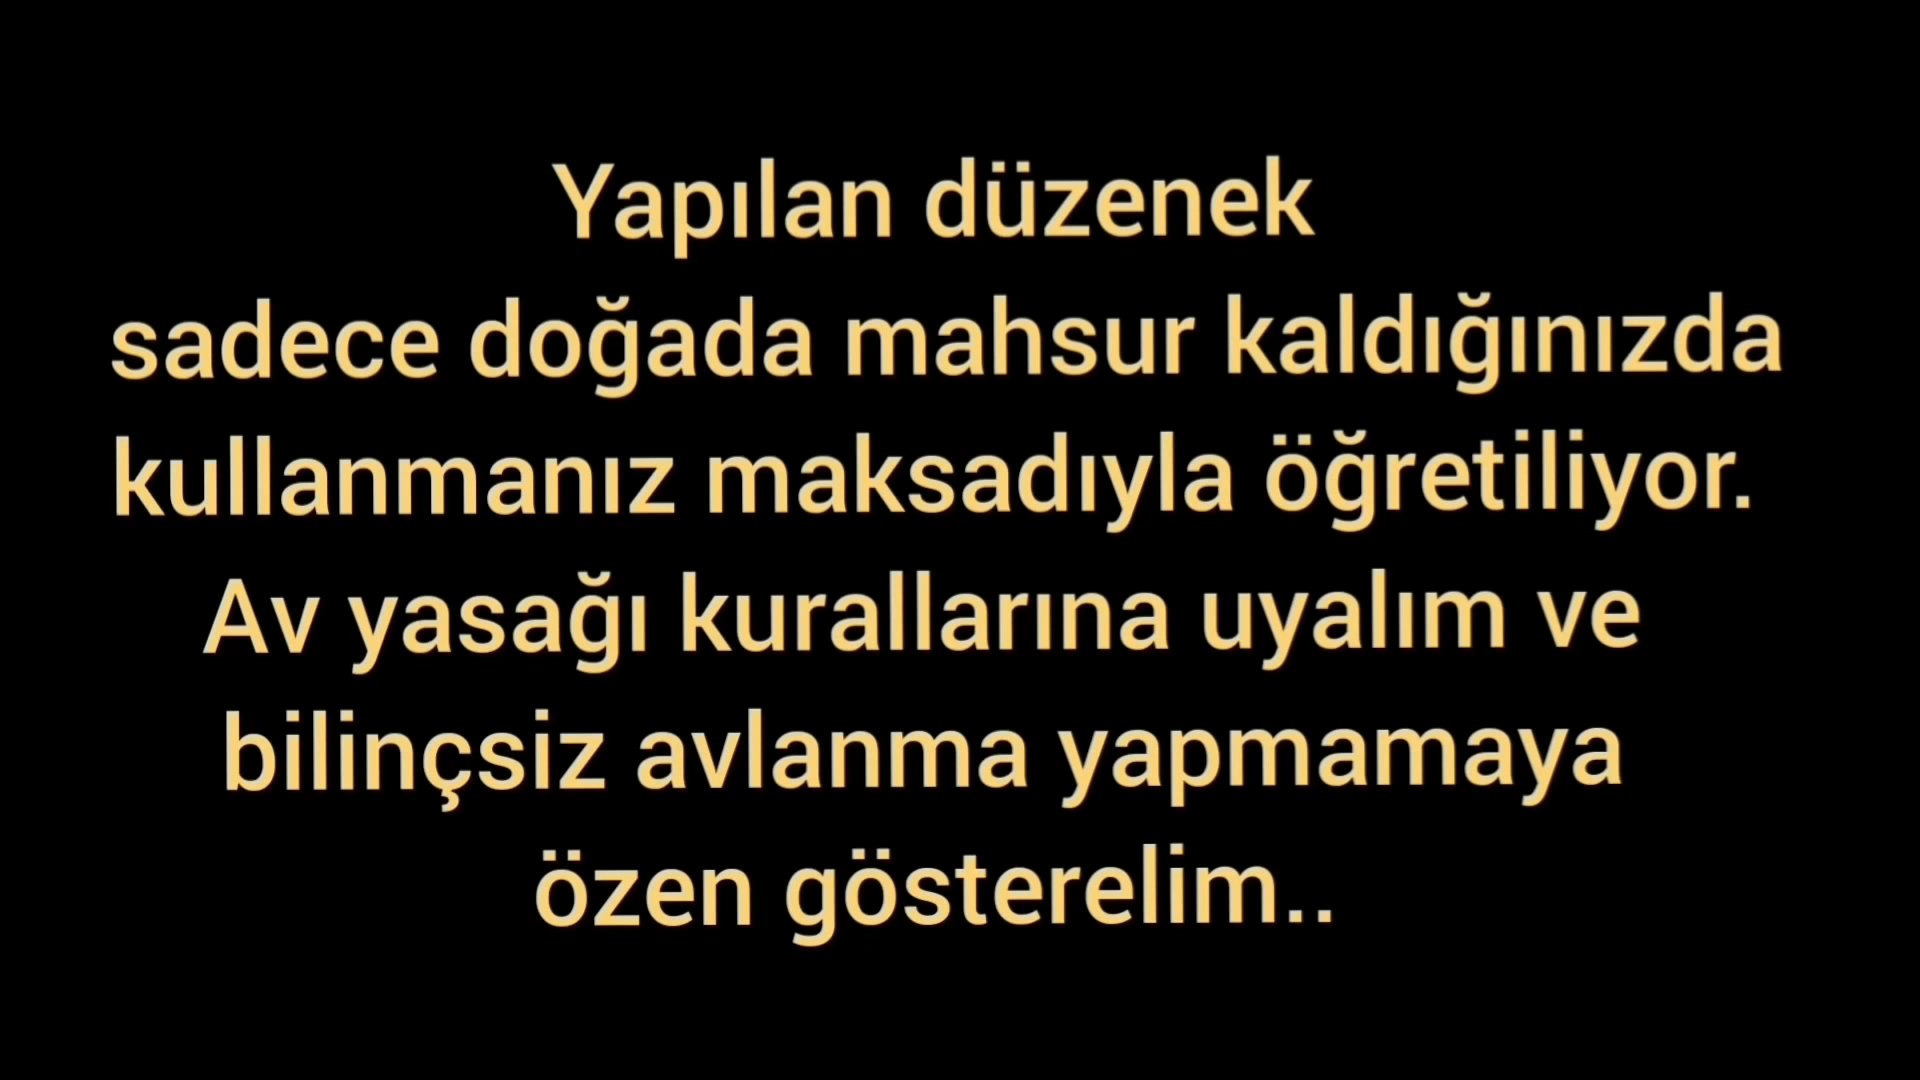 Yapılan düzenek
sadece doğada mahsur kaldığınızda
kullanmanız maksadıyla öğretiliyor.
Av yasağı kurallarına uyalım ve
bilinçsiz avlanma yapmamaya
özen gösterelim..